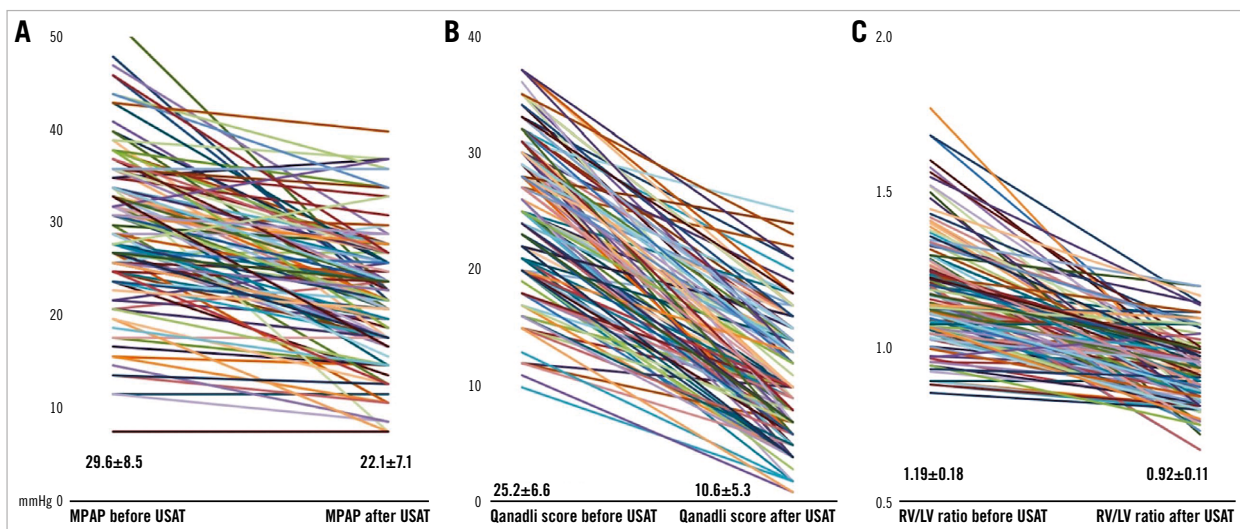 A
50
40
30
20
10
29.6±8.5
22.1±7.1
mmHg 0
MPAP before USAT
MPAP after USAT
B
40
30
20
10
25.2±6.6
10.6±5.3
0
Qanadli score before USAT
Qanadli score after USAT
C
2.0
1.5
1.0
1.19±0.18
0.92±0.11
0.5
RV/LV ratio before USAT
RV/LV ratio after USAT